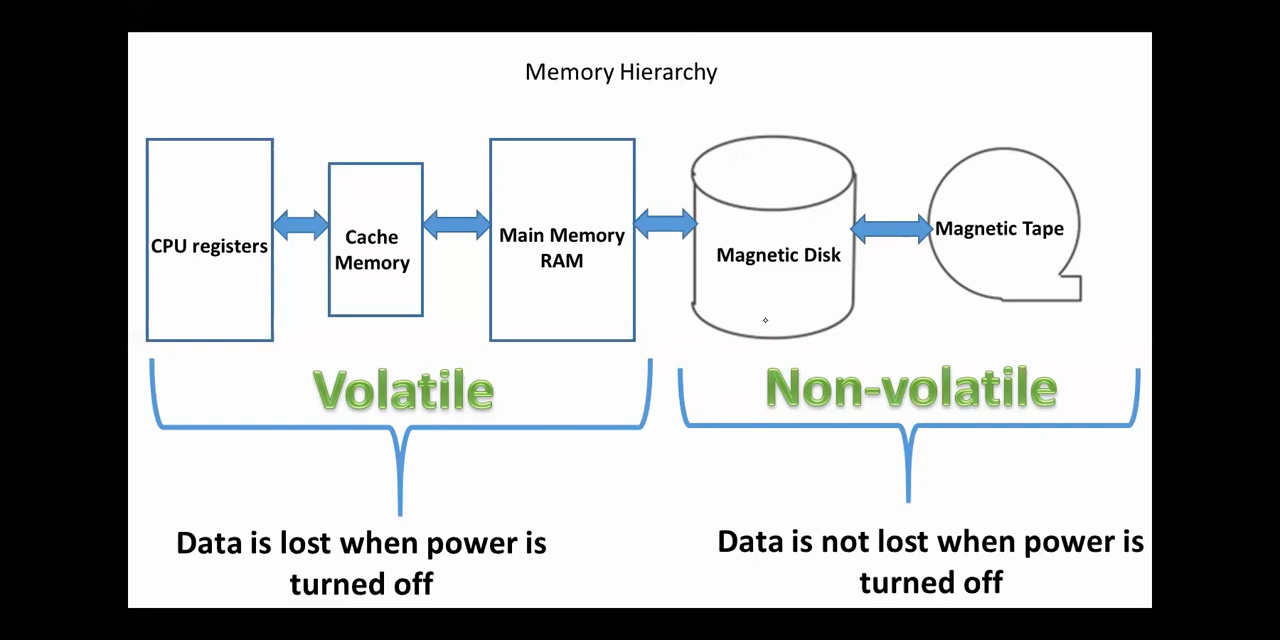 Memory Hierarchy
CPU registers
Cache
Memory
Main Memory
RAM
Magnetic Disk
Magnetic Tape
Volatile
Non-volatile
Data is lost when power is
turned off
Data is not lost when power is
turned off